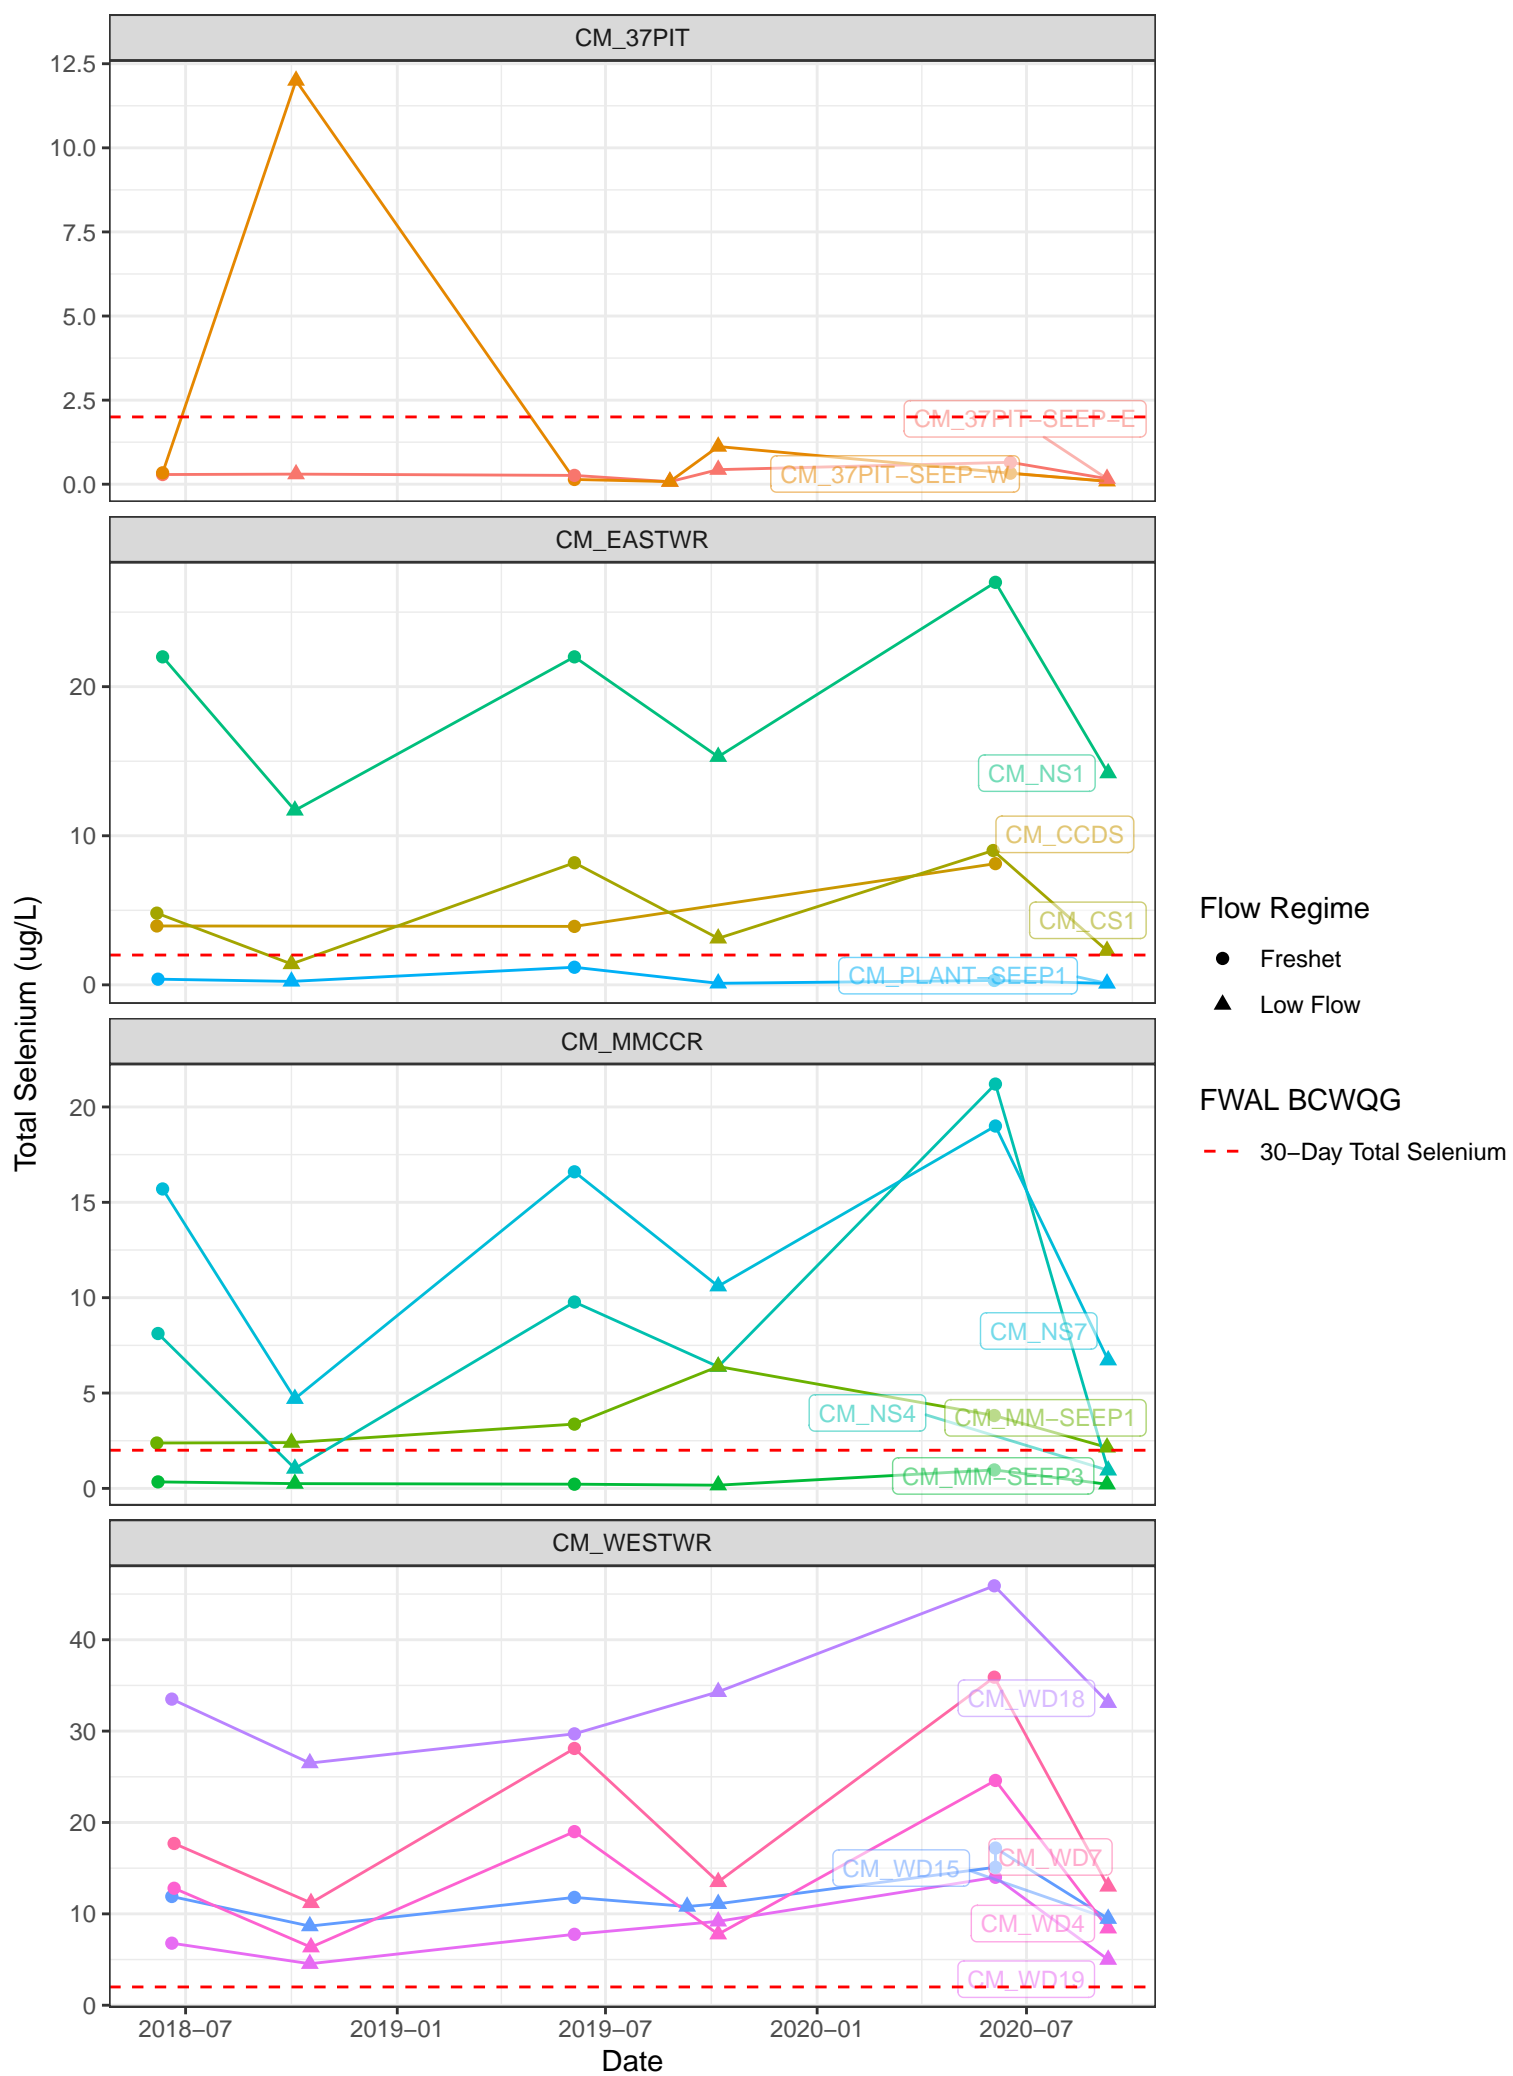 CM_37PIT
12.5
10.0
7.5
5.0
2.5
0.0
CM_37PIT−SEEP−E
CM_37PIT−SEEP−W
CM_EASTWR
20
10
0
CM_NS1
CM_CCDS
CM_CS1
CM_PLANT−SEEP1
CM_MMCCR
20
15
10
5
0
CM_NS7
CM_NS4
CM_MM−SEEP1
CM_MM−SEEP3
CM_WESTWR
40
30
20
10
0
CM_WD18
CM_WD7
CM_WD15
CM_WD4
CM_WD19
2018−07
2019−01
2019−07
2020−01
2020−07
Date
Total Selenium (ug/L)
Flow Regime
Freshet
Low Flow
FWAL BCWQG
30−Day Total Selenium